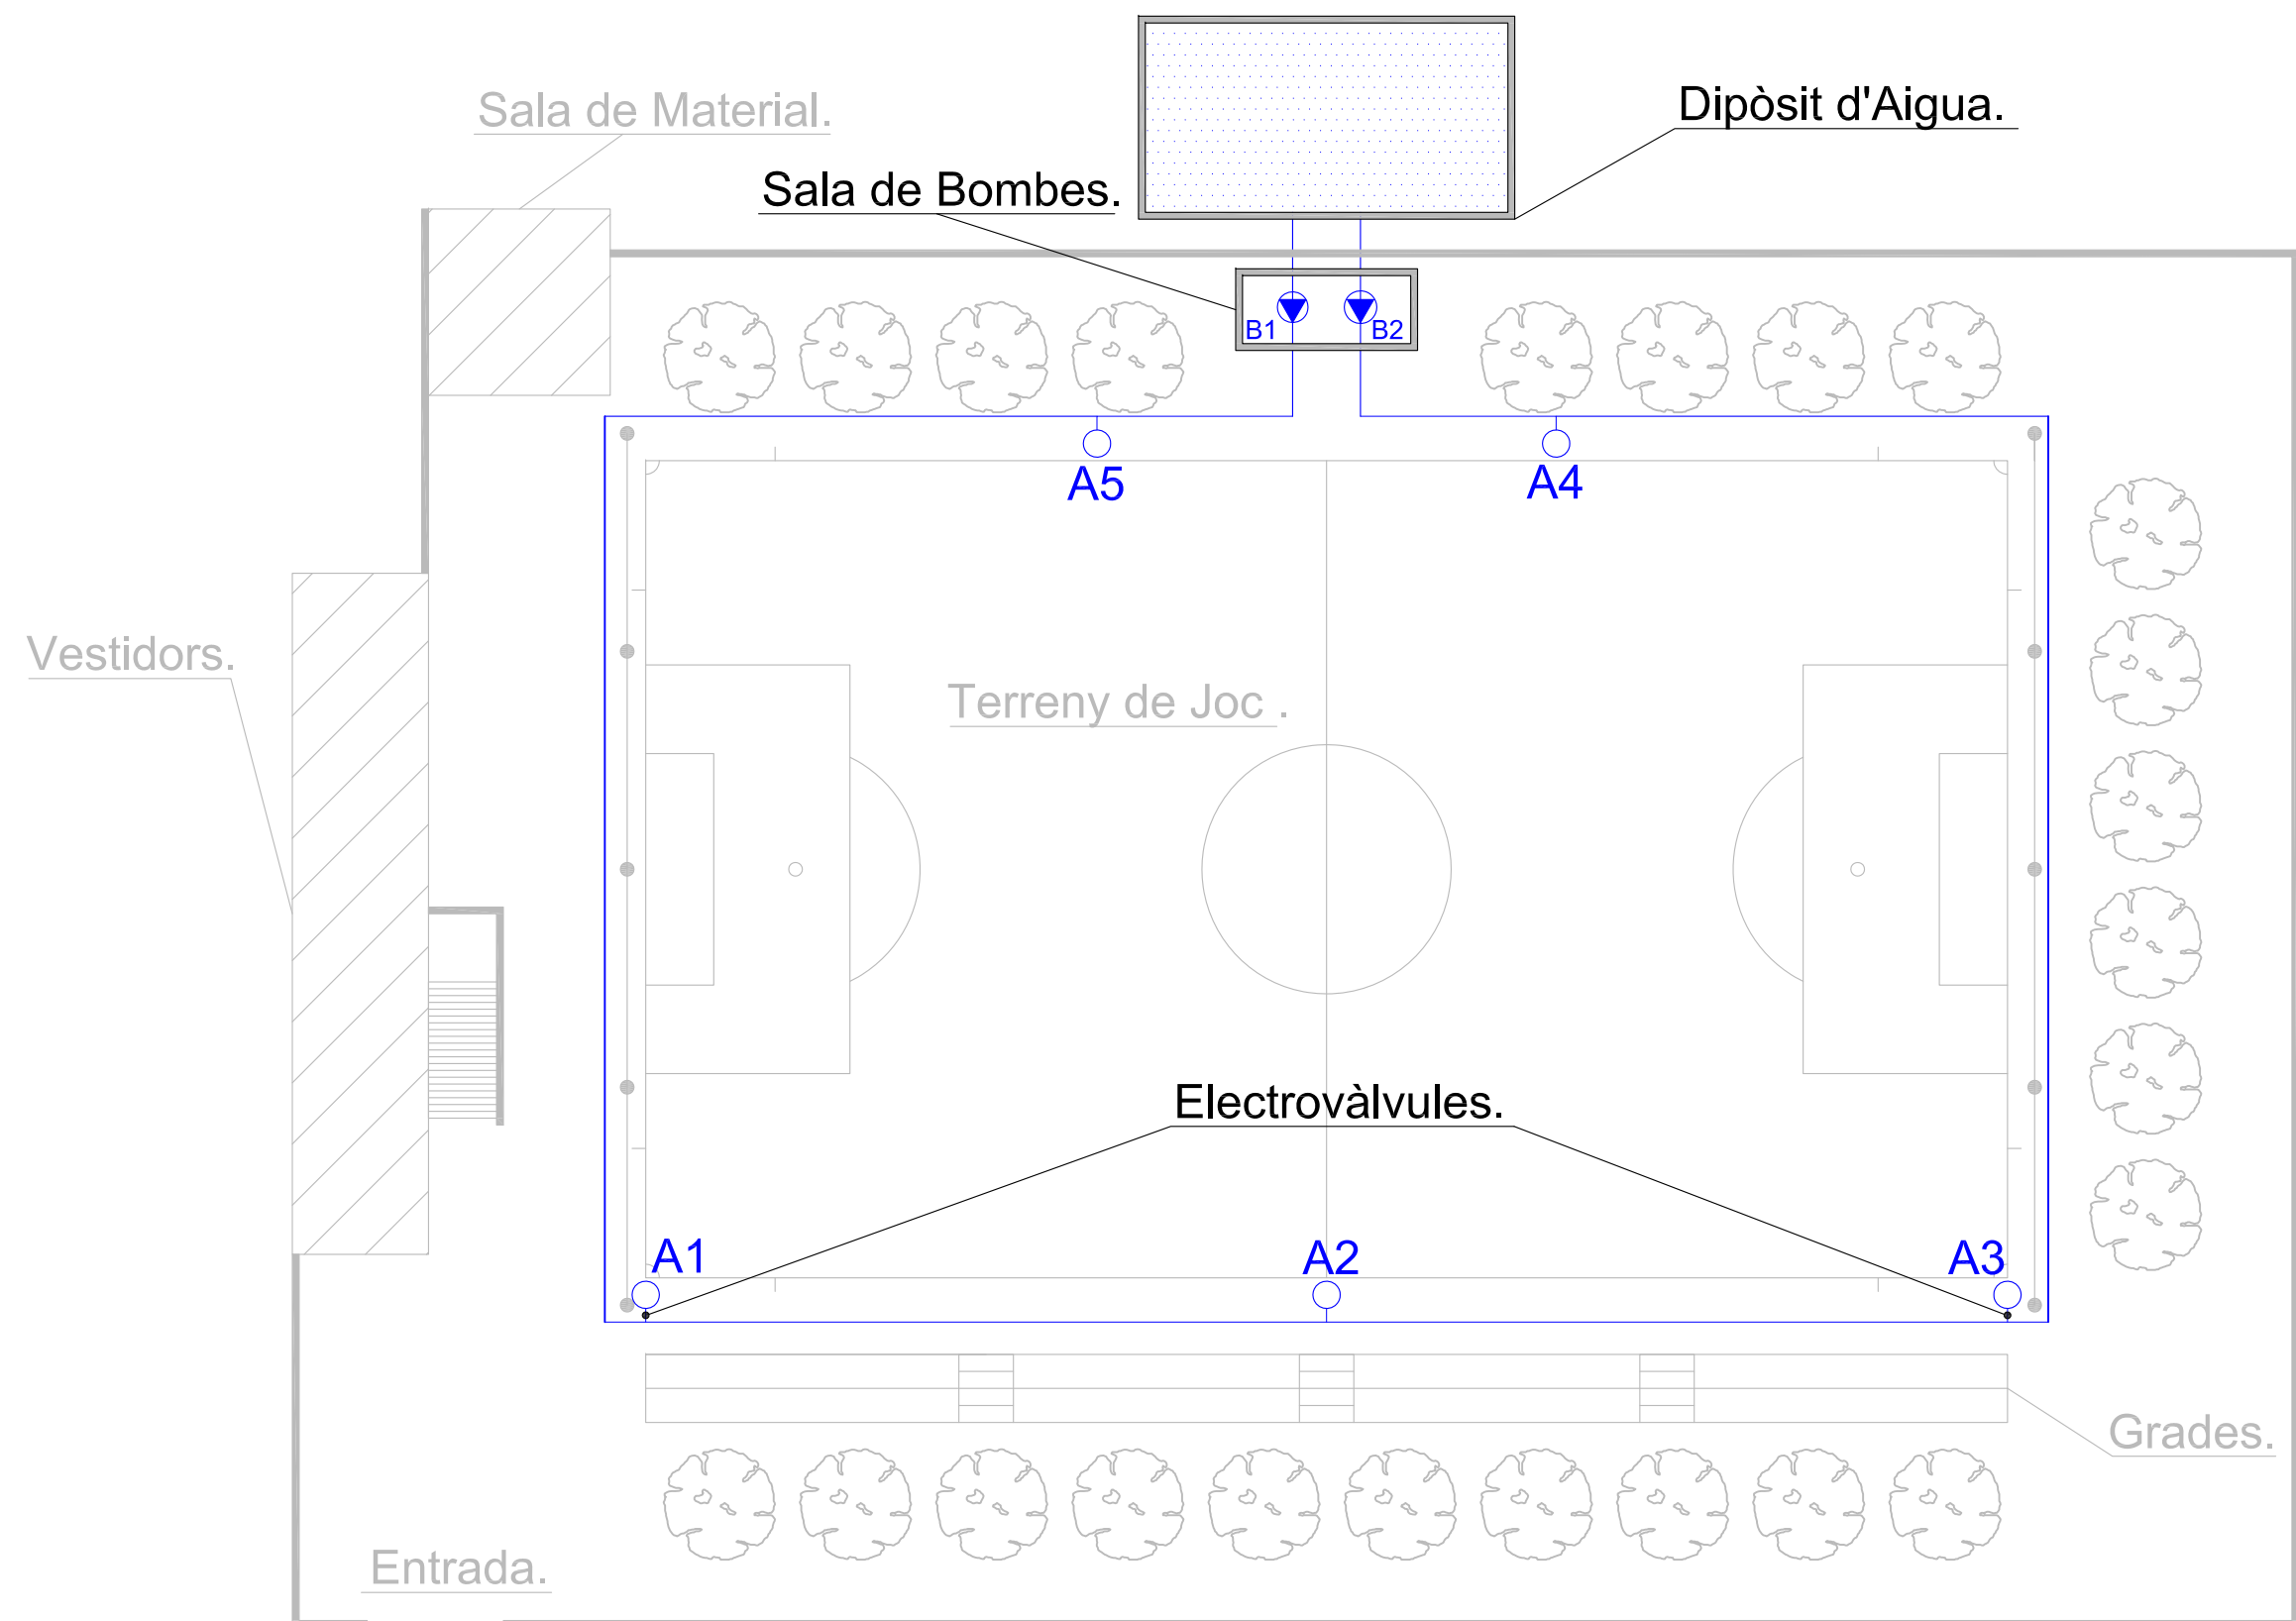 Sala de Material.
Dipòsit d'Aigua.
Sala de Bombes.
B1
B2
A5
A4
Vestidors.
Terreny de Joc .
Electrovàlvules.
A1
A2
A3
Grades.
Entrada.